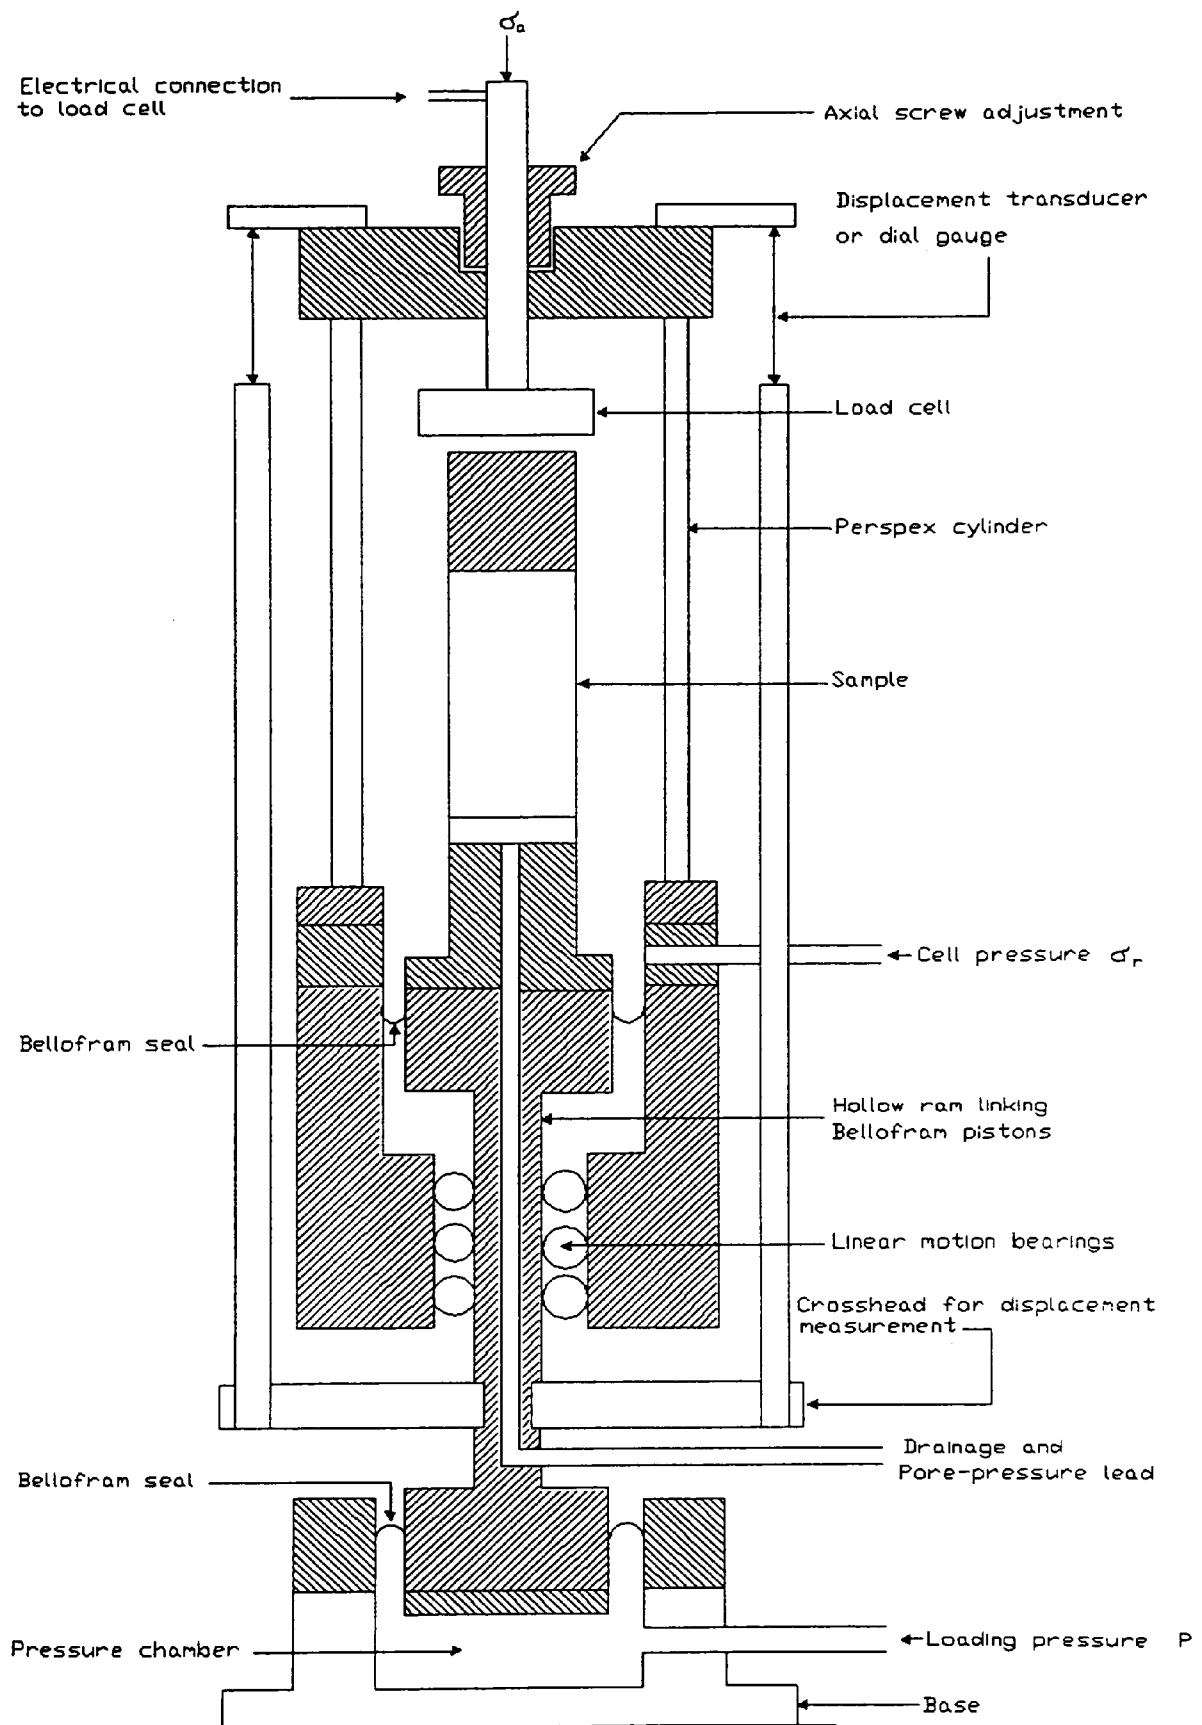 σa
Electrical connection
to load cell
Axial screw adjustment
Displacement transducer
or dial gauge
Load cell
Perspex cylinder
Sample
Cell pressure σr
Bellofram seal
Hollow ram linking
Bellofram pistons
Linear motion bearings
Crosshead for displacement
measurement
Drainage and
Pore-pressure lead
Bellofram seal
Pressure chamber
Loading pressure P
Base